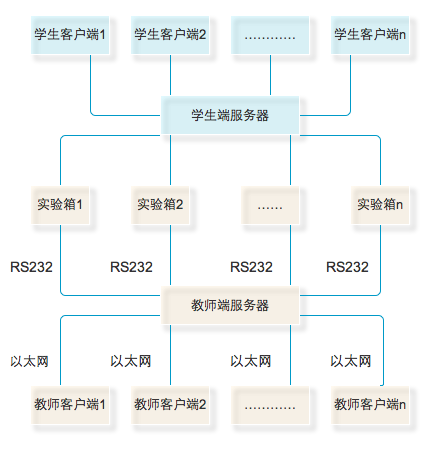 学生客户端1 学生客户端2 ………… 学生客户端n
学生端服务器
实验箱1 实验箱2 …… 实验箱n
RS232 RS232 RS232 RS232
教师端服务器
以太网 以太网 以太网 以太网
教师客户端1 教师客户端2 ………… 教师客户端n